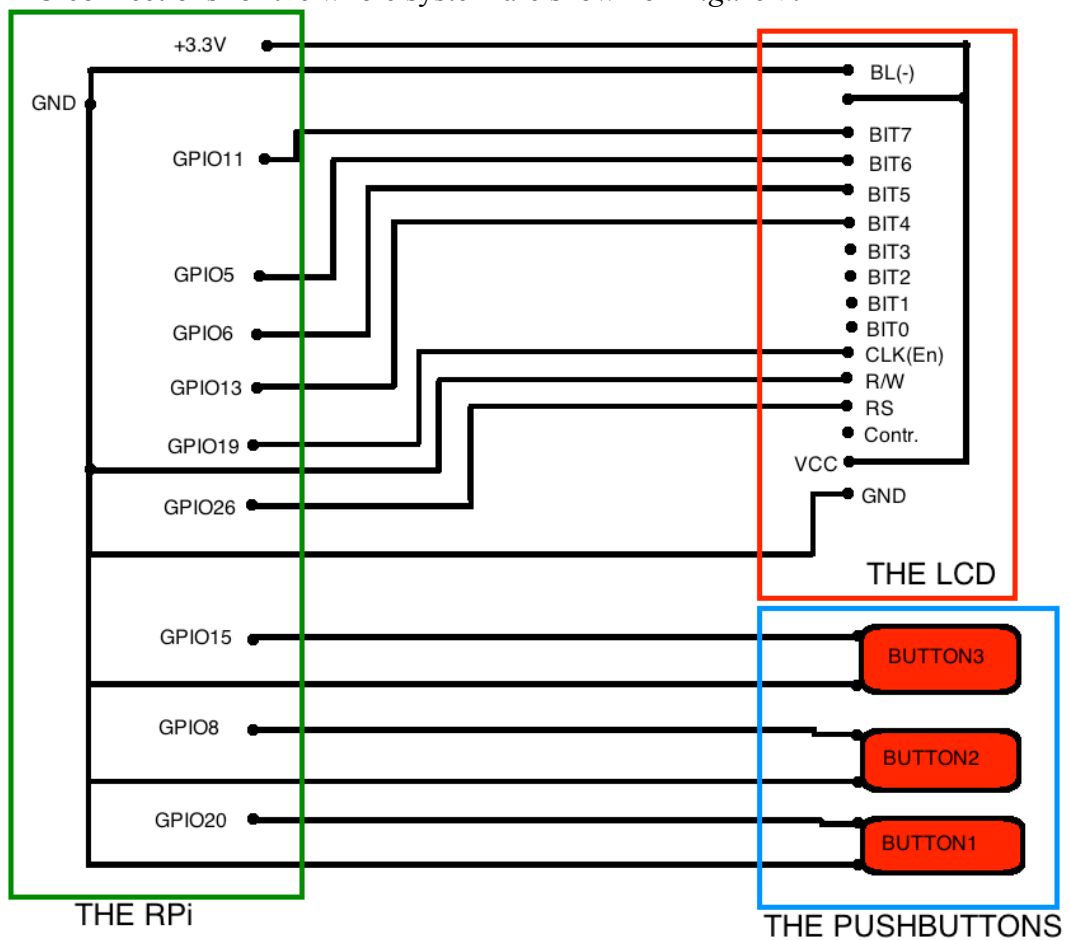 +3.3V
GND
GPIO11
GPIO5
GPIO6
GPIO13
GPIO19
GPIO26
GPIO15
GPIO8
GPIO20
THE RPi
BL(-)
BIT7
BIT6
BIT5
BIT4
BIT3
BIT2
BIT1
BIT0
CLK(En)
R/W
RS
Contr.
VCC
GND
THE LCD
BUTTON3
BUTTON2
BUTTON1
THE PUSHBUTTONS